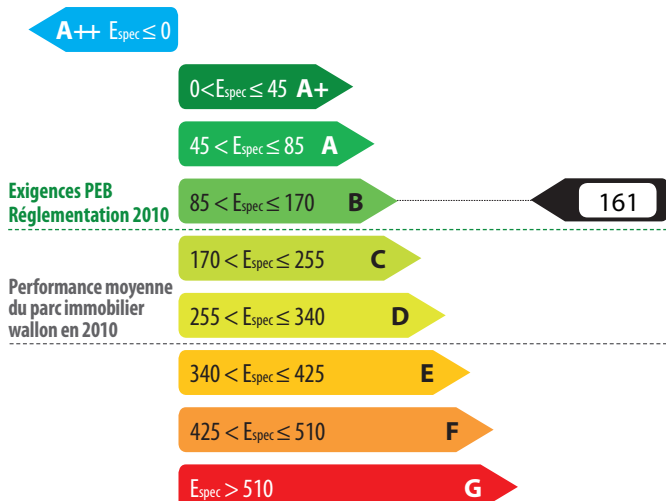 A++ Espec ≤ 0
0<Espec ≤ 45 A+
45 < Espec ≤ 85 A
Exigences PEB
Réglementation 2010
85 < Espec ≤ 170 B
161
170 < Espec ≤ 255 C
Performance moyenne
du parc immobilier
wallon en 2010
255 < Espec ≤ 340 D
340 < Espec ≤ 425 E
425 < Espec ≤ 510 F
Espec > 510 G